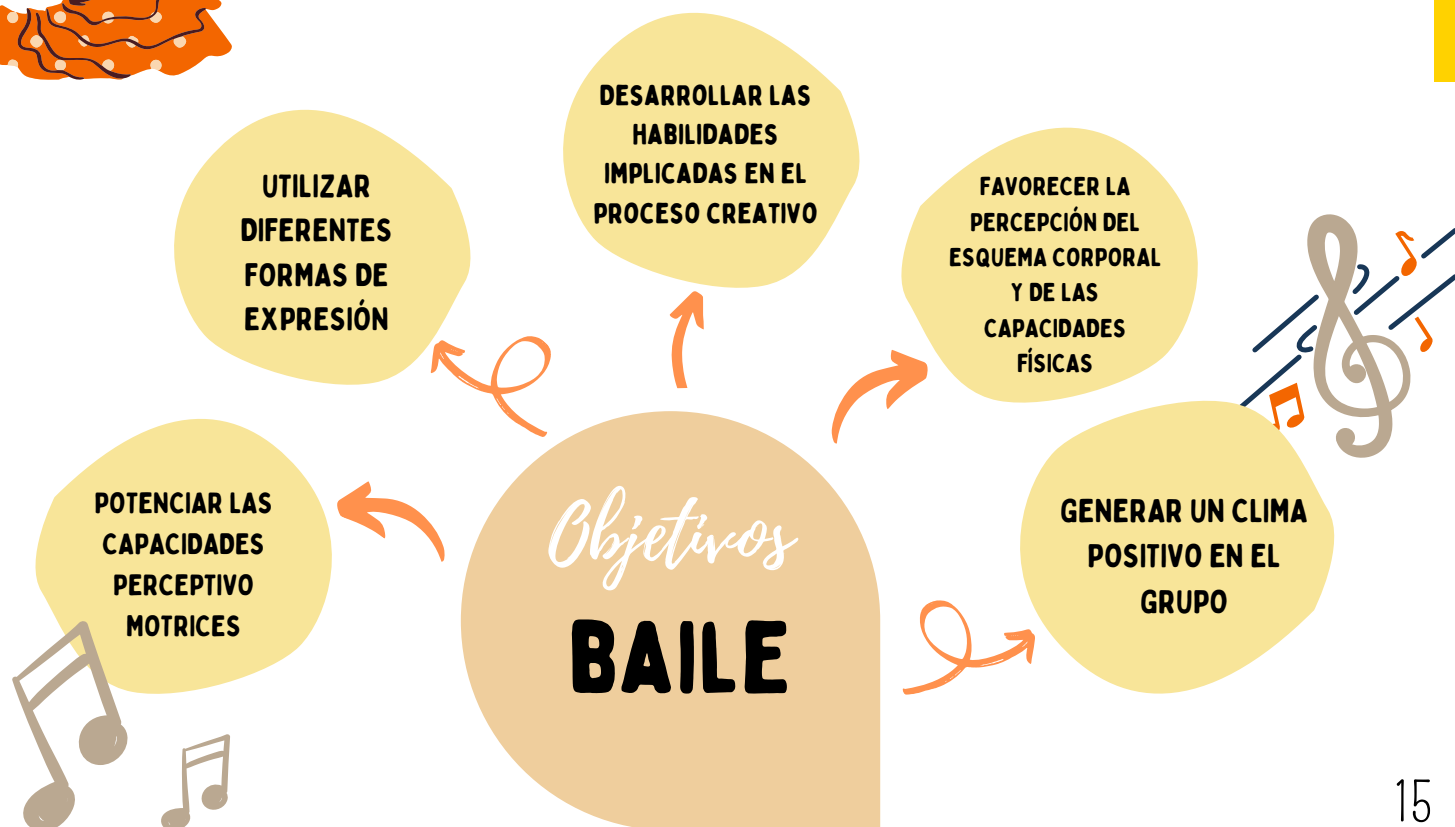 DESARROLLAR LAS
HABILIDADES
IMPLICADAS EN EL
PROCESO CREATIVO
UTILIZAR
DIFERENTES
FORMAS DE
EXPRESIÓN
FAVORECER LA
PERCEPCIÓN DEL
ESQUEMA CORPORAL
Y DE LAS
CAPACIDADES
FÍSICAS
POTENCIAR LAS
CAPACIDADES
PERCEPTIVO
MOTRICES
GENERAR UN CLIMA
POSITIVO EN EL
GRUPO
Objetivos
BAILE
15